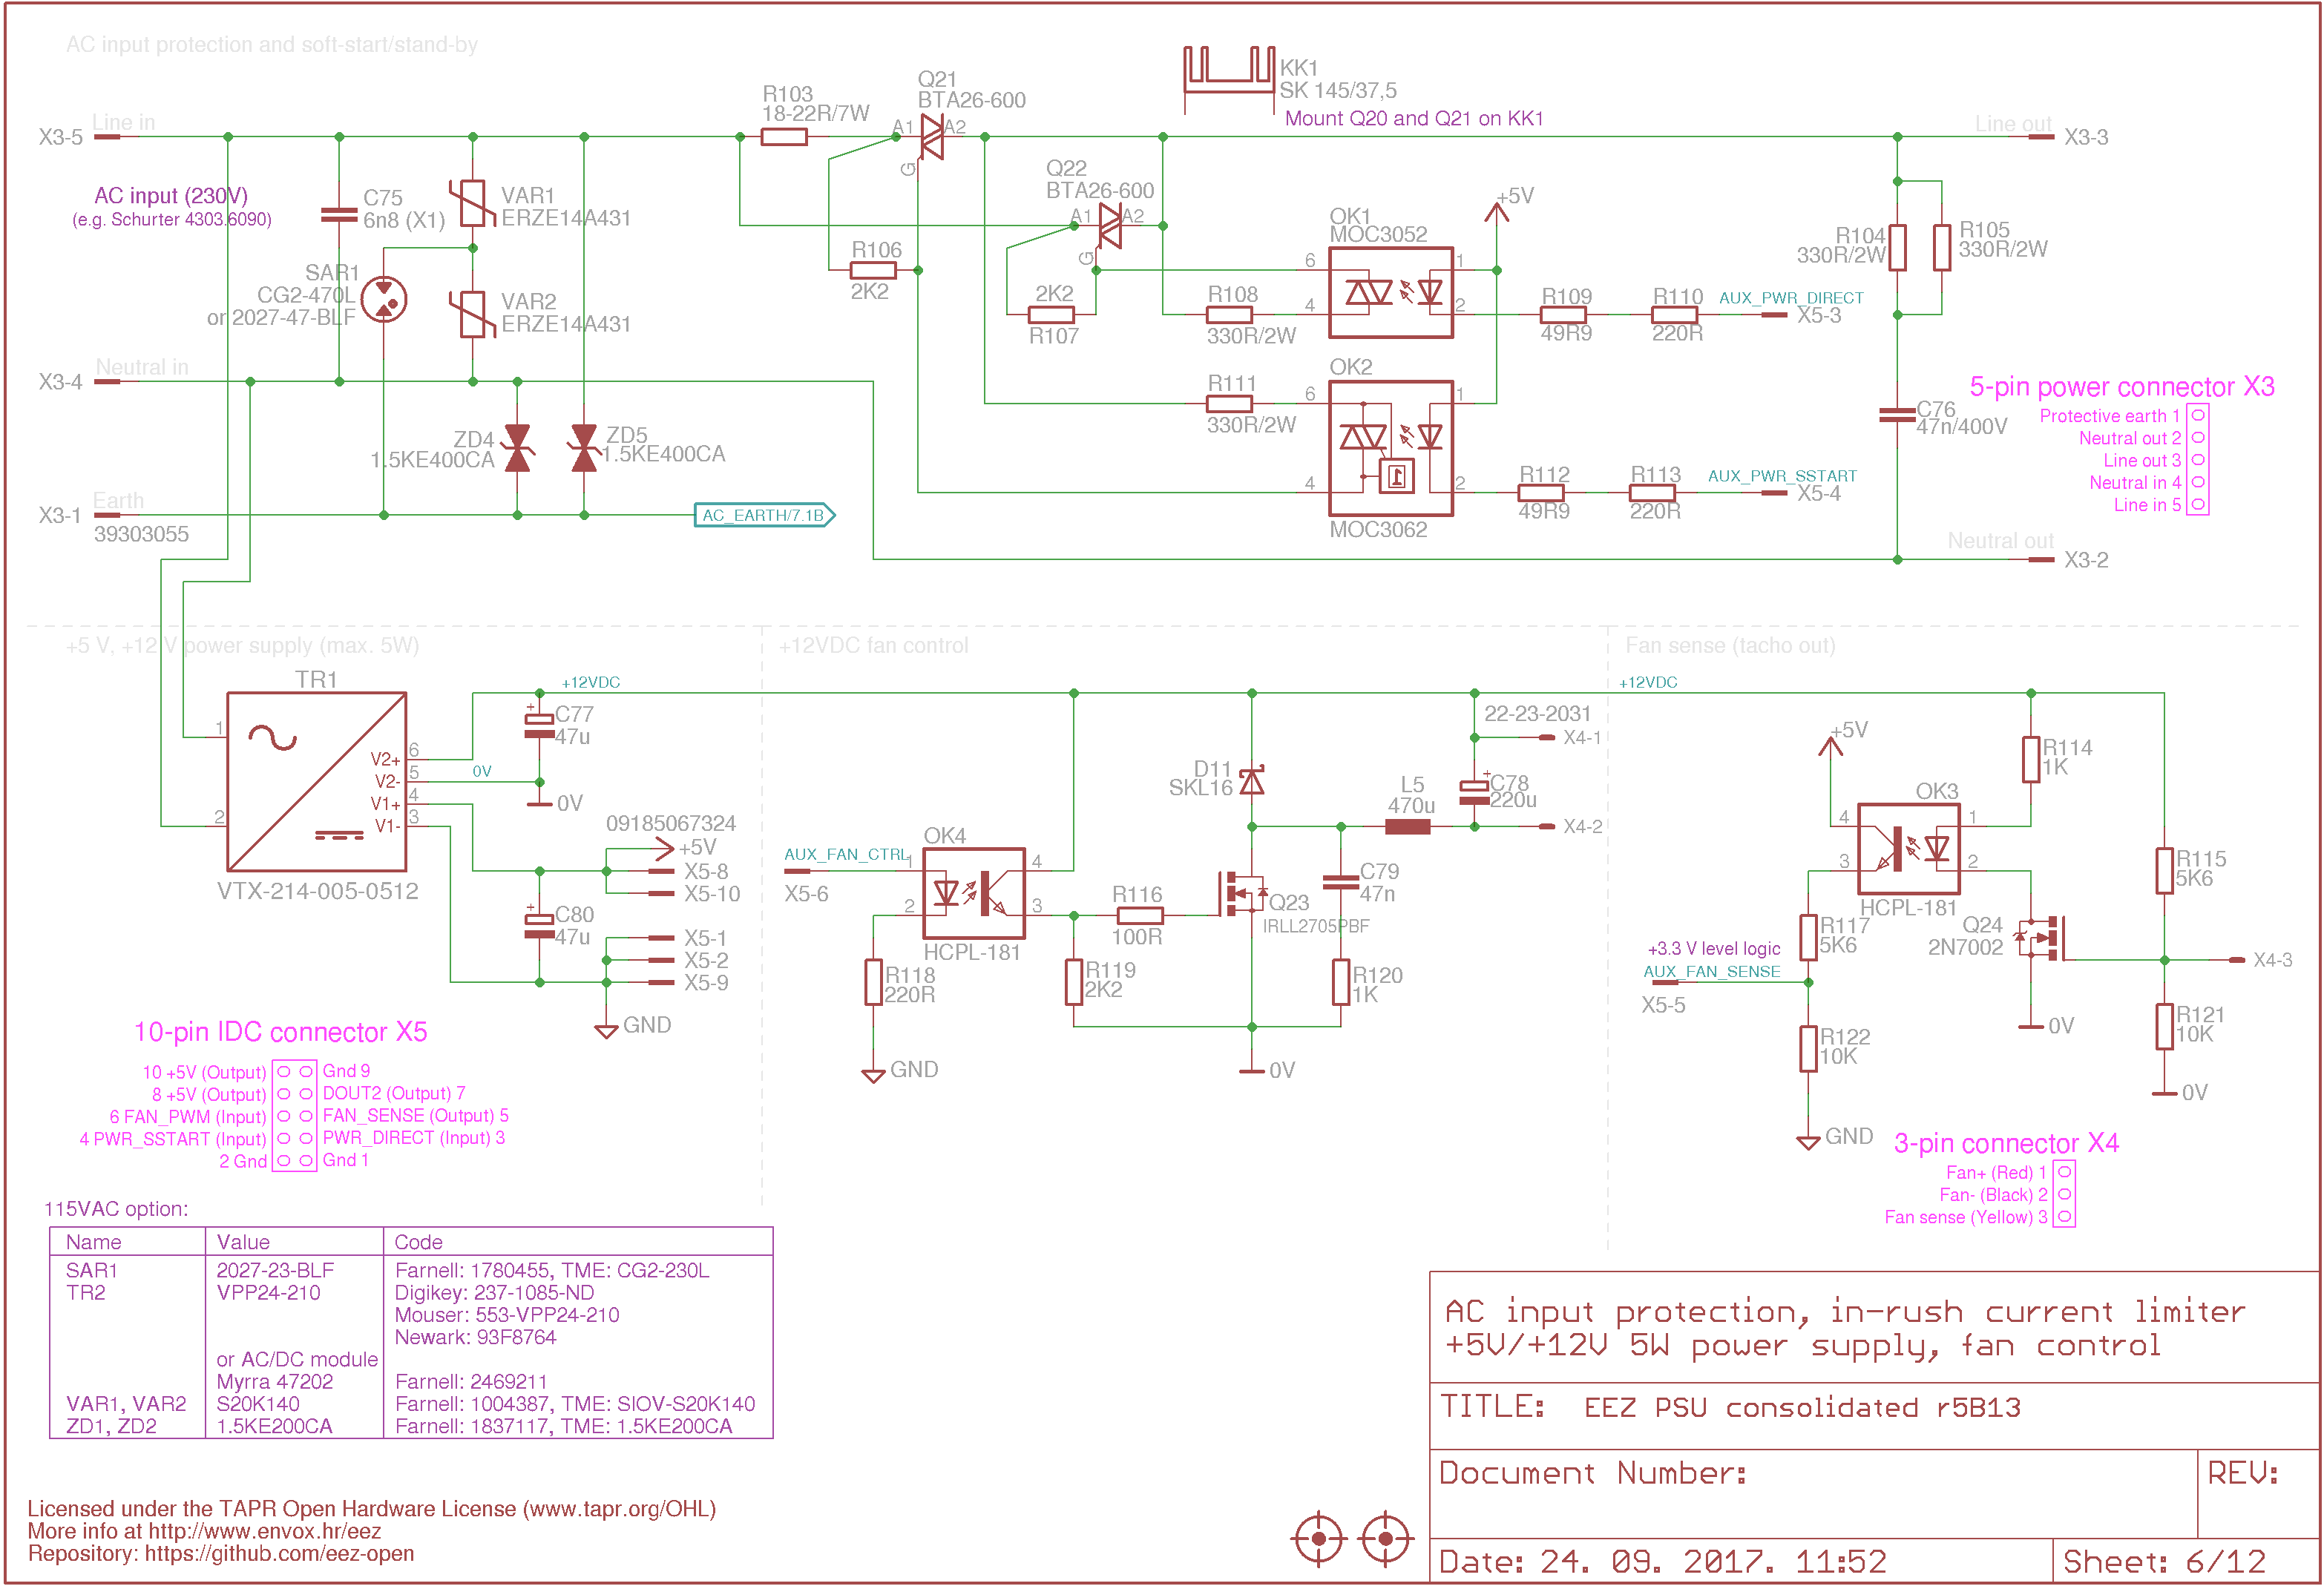 AC input protection and soft-start/stand-by
KK1
SK 145/37,5
Mount Q20 and Q21 on KK1
Q21
BTA26-600
R103
18-22R/7W
A1
A2
G
X3-5
Line in
Line out
X3-3
AC input (230V)
(e.g. Schurter 4303.6090)
C75
6n8 (X1)
VAR1
ERZE14A431
Q22
BTA26-600
A1
A2
G
R106
2K2
2K2
R107
+5V
OK1
MOC3052
6
4
1
2
R108
330R/2W
R109
49R9
R110
220R
AUX_PWR_DIRECT
X5-3
R104
330R/2W
R105
330R/2W
SAR1
CG2-470L
or 2027-47-BLF
VAR2
ERZE14A431
X3-4
Neutral in
OK2
6
4
1
2
MOC3062
R111
330R/2W
R112
49R9
R113
220R
AUX_PWR_SSTART
X5-4
C76
47n/400V
5-pin power connector X3
Protective earth 1
Neutral out 2
Line out 3
Neutral in 4
Line in 5
ZD4
1.5KE400CA
ZD5
1.5KE400CA
X3-1
Earth
39303055
AC_EARTH/7.1B
Neutral out
X3-2
+5 V, +12 V power supply (max. 5W)
TR1
1
2
V2+
V2-
V1+
V1-
6
5
4
3
VTX-214-005-0512
+12VDC
C77
47u
0V
0V
09185067324
+5V
X5-8
X5-10
C80
47u
X5-1
X5-2
X5-9
GND
10-pin IDC connector X5
10 +5V (Output)
Gnd 9
8 +5V (Output)
DOUT2 (Output) 7
6 FAN_PWM (Input)
FAN_SENSE (Output) 5
4 PWR_SSTART (Input)
PWR_DIRECT (Input) 3
2 Gnd
Gnd 1
+12VDC fan control
AUX_FAN_CTRL
X5-6
OK4
1
2
4
3
HCPL-181
R118
220R
GND
R116
100R
R119
2K2
D11
SKL16
Q23
IRLL2705PBF
L5
470u
C79
47n
R120
1K
0V
22-23-2031
X4-1
C78
220u
X4-2
Fan sense (tacho out)
+12VDC
+5V
R114
1K
OK3
4
3
1
2
HCPL-181
R115
5K6
R117
5K6
Q24
2N7002
+3.3 V level logic
AUX_FAN_SENSE
X5-5
X4-3
0V
R122
10K
R121
10K
0V
GND
3-pin connector X4
Fan+ (Red) 1
Fan- (Black) 2
Fan sense (Yellow) 3
115VAC option:
Name Value Code
SAR1 2027-23-BLF Farnell: 1780455, TME: CG2-230L
TR2 VPP24-210 Digikey: 237-1085-ND
Mouser: 553-VPP24-210
Newark: 93F8764
or AC/DC module
Myrra 47202 Farnell: 2469211
VAR1, VAR2 S20K140 Farnell: 1004387, TME: SIOV-S20K140
ZD1, ZD2 1.5KE200CA Farnell: 1837117, TME: 1.5KE200CA
Licensed under the TAPR Open Hardware License (www.tapr.org/OHL)
More info at http://www.envox.hr/eez
Repository: https://github.com/eez-open
AC input protection, in-rush current limiter
+5V/+12V 5W power supply, fan control
TITLE: EEZ PSU consolidated r5B13
Document Number:
REV:
Date: 24. 09. 2017. 11:52
Sheet: 6/12